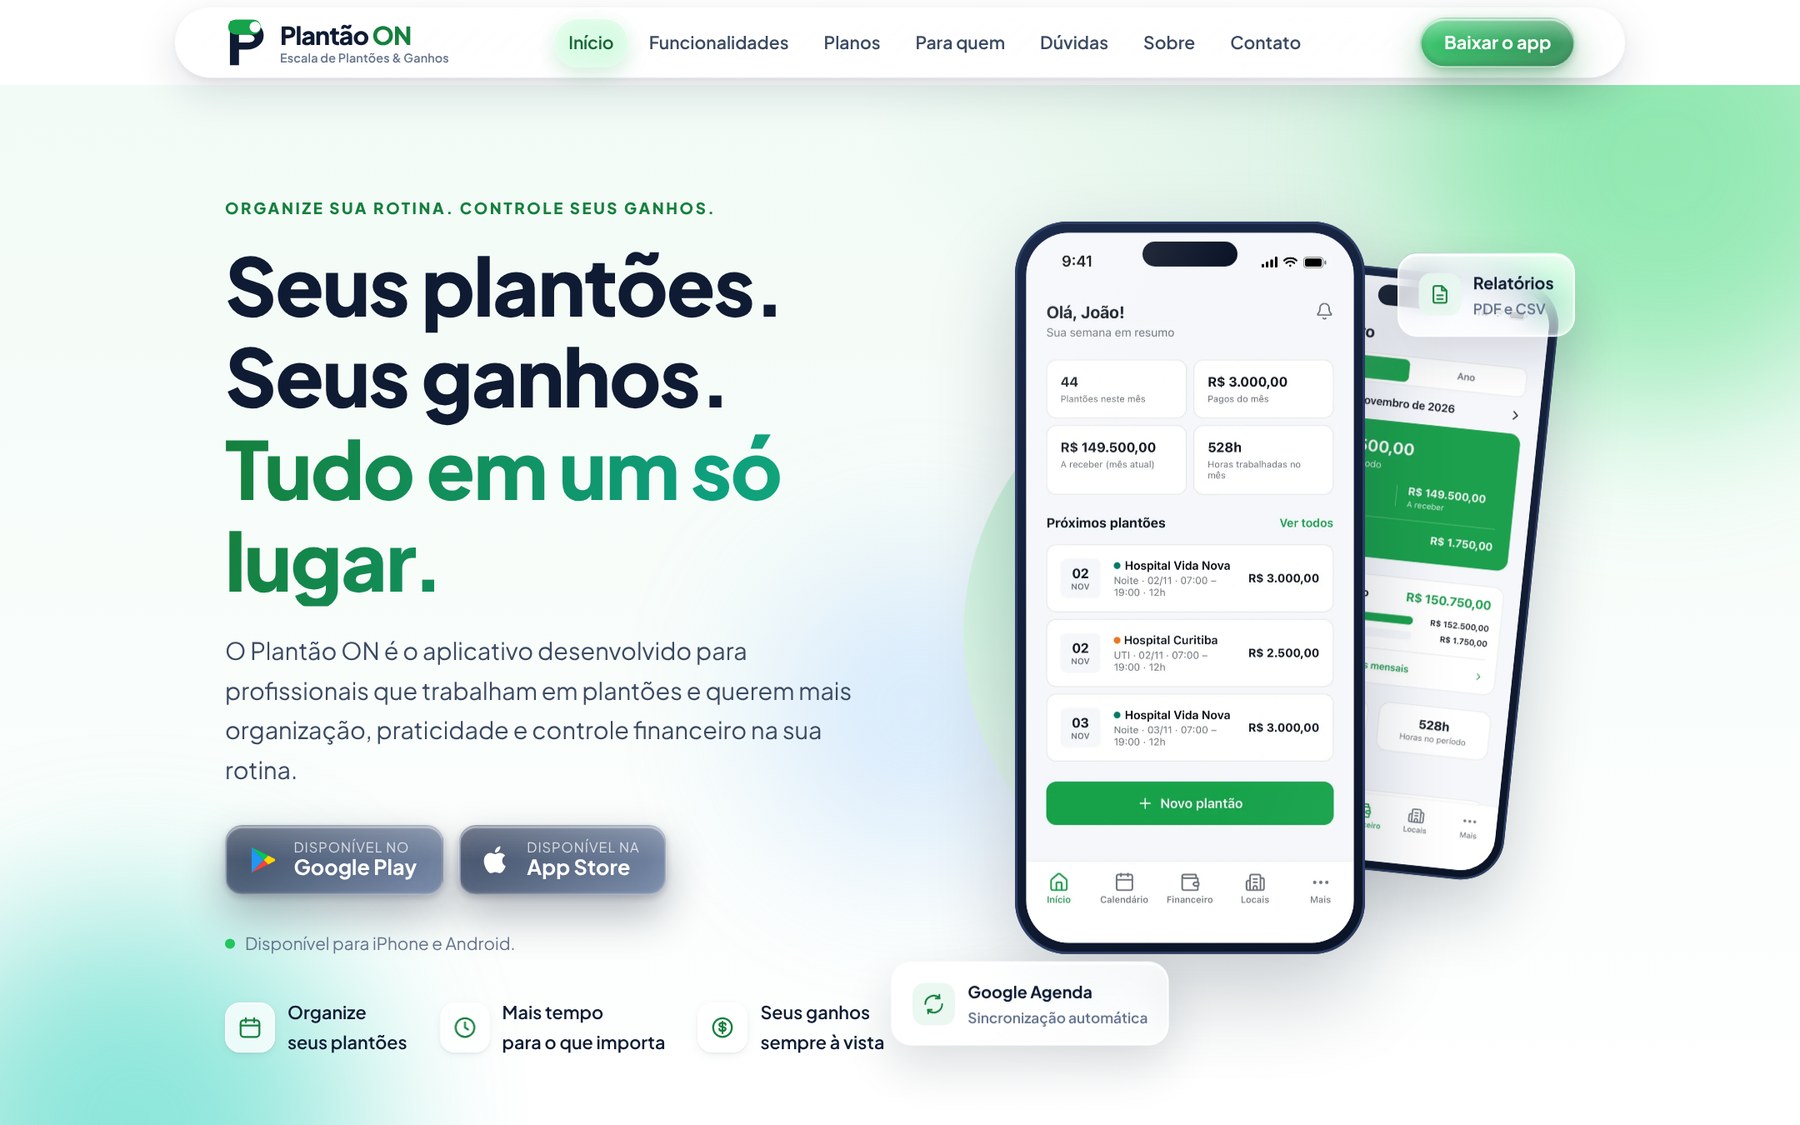 Plantão ON
Escala de Plantões & Ganhos
Início
Funcionalidades
Planos
Para quem
Dúvidas
Sobre
Contato
Baixar o app
ORGANIZE SUA ROTINA. CONTROLE SEUS GANHOS.
Seus plantões.
Seus ganhos.
Tudo em um só
lugar.
O Plantão ON é o aplicativo desenvolvido para
profissionais que trabalham em plantões e querem mais
organização, praticidade e controle financeiro na sua
rotina.
DISPONÍVEL NO
Google Play
DISPONÍVEL NA
App Store
Disponível para iPhone e Android.
Organize
seus plantões
Mais tempo
para o que importa
Seus ganhos
sempre à vista
9:41
Olá, João!
Sua semana em resumo
44
Plantões neste mês
R$ 3.000,00
Pagos do mês
R$ 149.500,00
A receber (mês atual)
528h
Horas trabalhadas no
mês
Próximos plantões
Ver todos
02
NOV
Hospital Vida Nova
Noite · 02/11 · 07:00 –
19:00 · 12h
R$ 3.000,00
02
NOV
Hospital Curitiba
UTI · 02/11 · 07:00 –
19:00 · 12h
R$ 2.500,00
03
NOV
Hospital Vida Nova
Noite · 03/11 · 07:00 –
19:00 · 12h
R$ 3.000,00
+ Novo plantão
Início
Calendário
Financeiro
Locais
Mais
Relatórios
PDF e CSV
Ano
ovembro de 2026
500,00
odo
R$ 149.500,00
A receber
R$ 1.750,00
R$ 150.750,00
R$ 152.500,00
R$ 1.750,00
s mensais
528h
Horas no período
eiro
Locais
Mais
Google Agenda
Sincronização automática